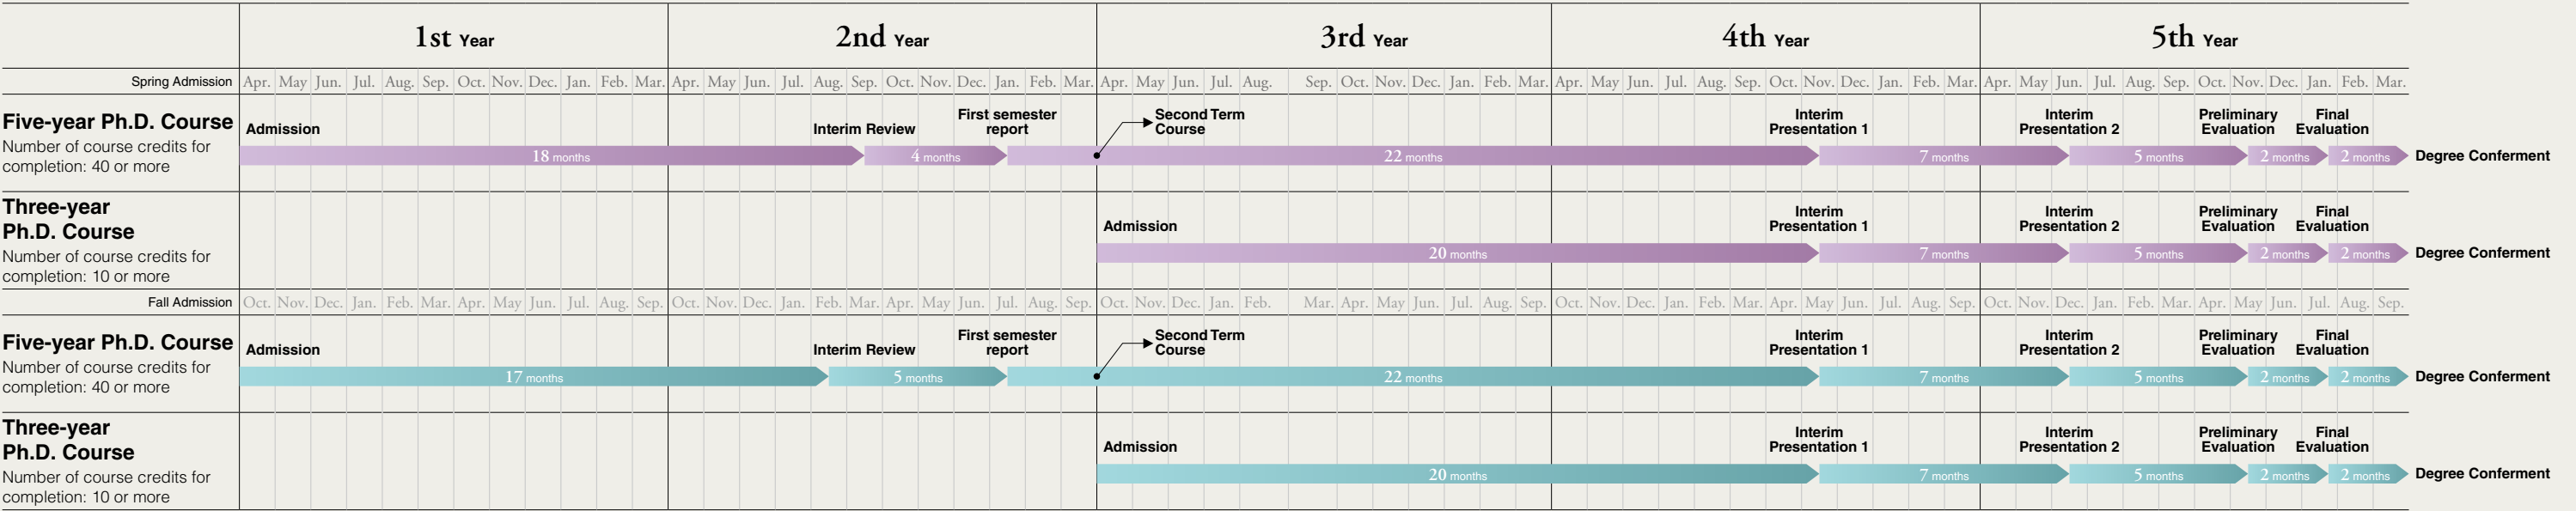 1st Year 2nd Year 3rd Year 4th Year 5th Year
Spring Admission Apr. May Jun. Jul. Aug. Sep. Oct. Nov. Dec. Jan. Feb. Mar. Apr. May Jun. Jul. Aug. Sep. Oct. Nov. Dec. Jan. Feb. Mar. Apr. May Jun. Jul. Aug. Sep. Oct. Nov. Dec. Jan. Feb. Mar. Apr. May Jun. Jul. Aug. Sep. Oct. Nov. Dec. Jan. Feb. Mar. Apr. May Jun. Jul. Aug. Sep. Oct. Nov. Dec. Jan. Feb. Mar.
Five-year Ph.D. Course
Number of course credits for
completion: 40 or more
Admission
Interim Review
First semester
report
Second Term
Course
Interim
Presentation 1
Interim
Presentation 2
Preliminary
Evaluation
Final
Evaluation
18 months 4 months 22 months 7 months 5 months 2 months 2 months Degree Conferment
Three-year
Ph.D. Course
Number of course credits for
completion: 10 or more
Admission
Interim
Presentation 1
Interim
Presentation 2
Preliminary
Evaluation
Final
Evaluation
20 months 7 months 5 months 2 months 2 months Degree Conferment
Fall Admission Oct. Nov. Dec. Jan. Feb. Mar. Apr. May Jun. Jul. Aug. Sep. Oct. Nov. Dec. Jan. Feb. Mar. Apr. May Jun. Jul. Aug. Sep. Oct. Nov. Dec. Jan. Feb. Mar. Apr. May Jun. Jul. Aug. Sep. Oct. Nov. Dec. Jan. Feb. Mar. Apr. May Jun. Jul. Aug. Sep. Oct. Nov. Dec. Jan. Feb. Mar. Apr. May Jun. Jul. Aug. Sep.
Five-year Ph.D. Course
Number of course credits for
completion: 40 or more
Admission
Interim Review
First semester
report
Second Term
Course
Interim
Presentation 1
Interim
Presentation 2
Preliminary
Evaluation
Final
Evaluation
17 months 5 months 22 months 7 months 5 months 2 months 2 months Degree Conferment
Three-year
Ph.D. Course
Number of course credits for
completion: 10 or more
Admission
Interim
Presentation 1
Interim
Presentation 2
Preliminary
Evaluation
Final
Evaluation
20 months 7 months 5 months 2 months 2 months Degree Conferment